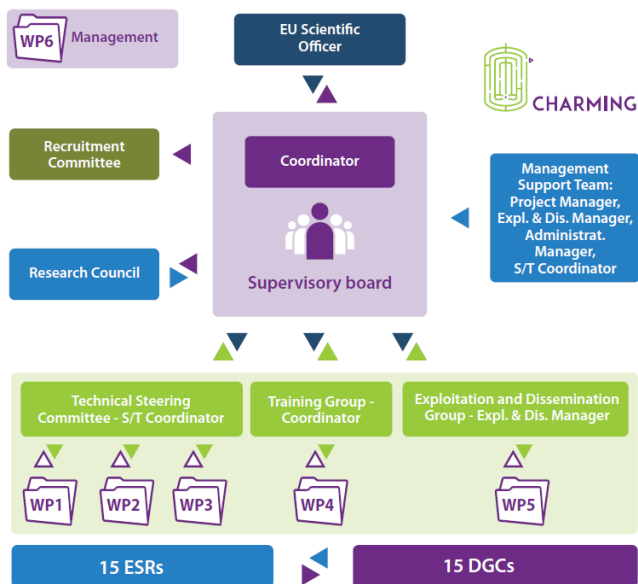 WP6
Management
EU Scientific
Officer
CHARMING
Recruitment
Committee
Coordinator
Management
Support Team:
Project Manager,
Expl. & Dis. Manager,
Administrat.
Manager,
S/T Coordinator
Research Council
Supervisory board
Technical Steering
Committee - S/T Coordinator
Training Group -
Coordinator
Exploitation and Dissemination
Group - Expl. & Dis. Manager
WP1
WP2
WP3
WP4
WP5
15 ESRs
15 DGCs